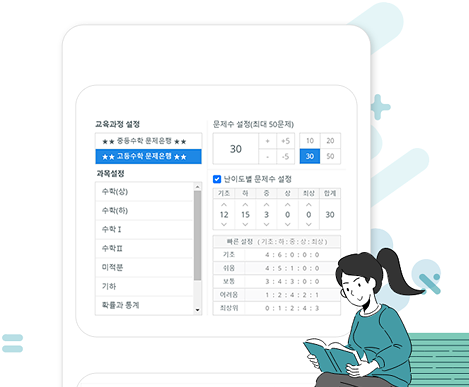 교육과정 설정
★★ 중등수학 문제은행 ★★
★★ 고등수학 문제은행 ★★
과목설정
수학(상)
수학(하)
수학Ⅰ
수학Ⅱ
미적분
기하
확률과 통계
문제수 설정(최대 50문제)
30 + +5 - -5
10 20
30 50
난이도별 문제수 설정
기초 하 중 상 최상 합계
12 15 3 0 0 30
빠른 설정 ( 기초 : 하 : 중 : 상 : 최상 )
기초 4 : 6 : 0 : 0 : 0
쉬움 4 : 5 : 1 : 0 : 0
보통 3 : 4 : 3 : 0 : 0
어려움 1 : 2 : 4 : 2 : 1
최상위 0 : 1 : 2 : 4 : 3